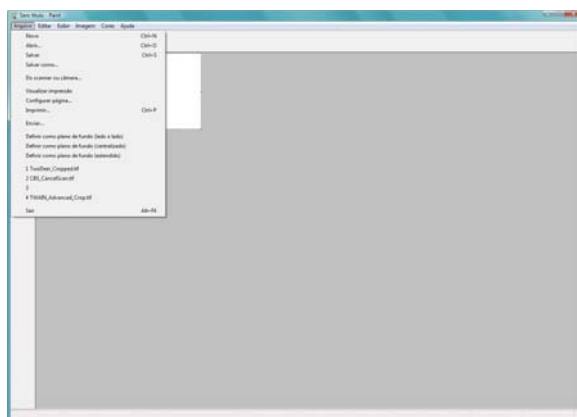 Sem título - Paint
Arquivo Editar Exibir Imagem Cores Ajuda
Novo Ctrl+N
Abrir... Ctrl+O
Salvar Ctrl+S
Salvar como...
Do scanner ou câmera...
Visualizar impressão
Configurar página...
Imprimir... Ctrl+P
Enviar...
Definir como plano de fundo (lado a lado)
Definir como plano de fundo (centralizado)
Definir como plano de fundo (estendido)
1 TwoDeer_Cropped.tif
2 CBS_CancelScan.tif
3
4 TWAIN_Advanced_Crop.tif
Sair Alt+F4